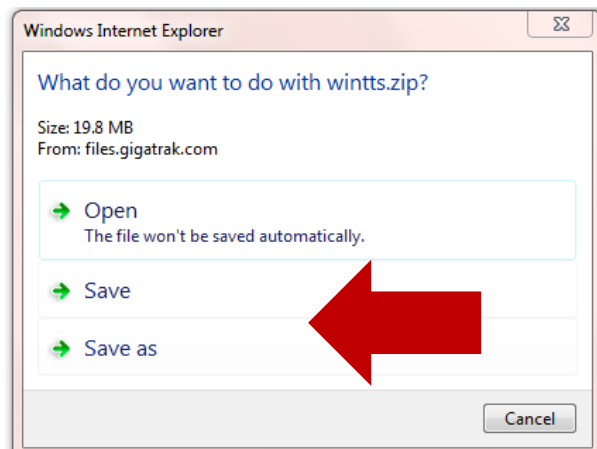 Windows Internet Explorer
What do you want to do with wintts.zip?
Size: 19.8 MB
From: files.gigatrak.com
Open
The file won't be saved automatically.
Save
Save as
Cancel